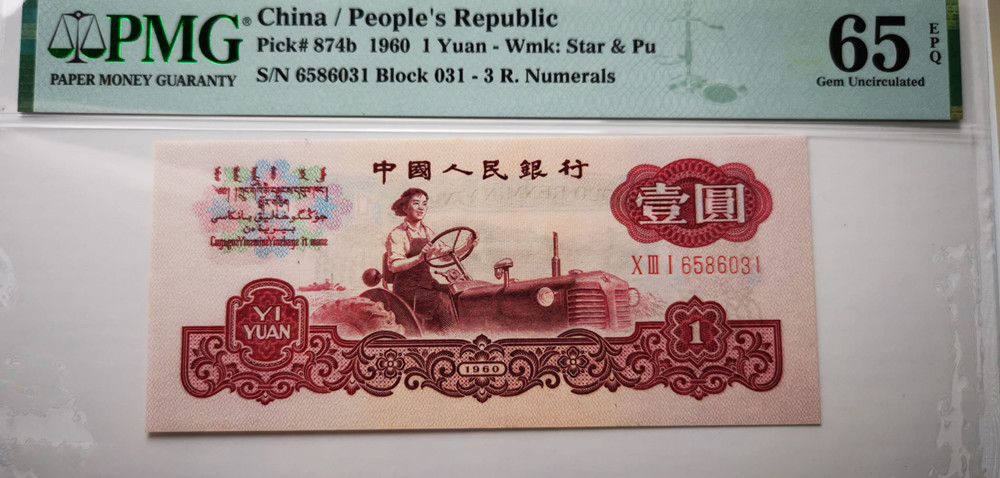 PMG®
PAPER MONEY GUARANTY
China / People's Republic
Pick# 874b 1960 1 Yuan - Wmk: Star & Pu
S/N 6586031 Block 031 - 3 R. Numerals
65
EPQ
Gem Uncirculated
中國人民銀行
壹圓
XIII I 6586031
YI
YUAN
1
1960